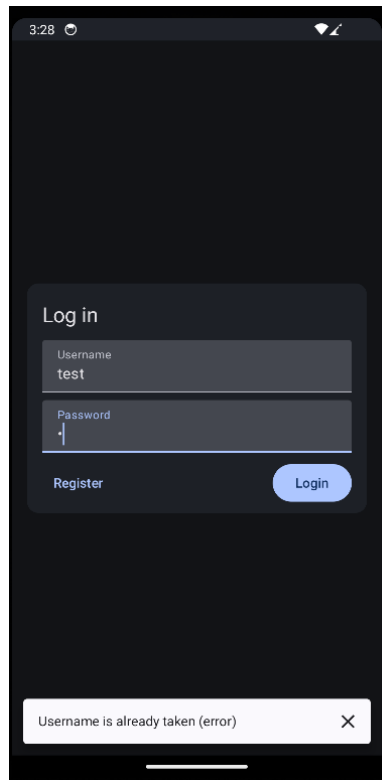 3:28
Log in
Username
test
Password
Register
Login
Username is already taken (error)